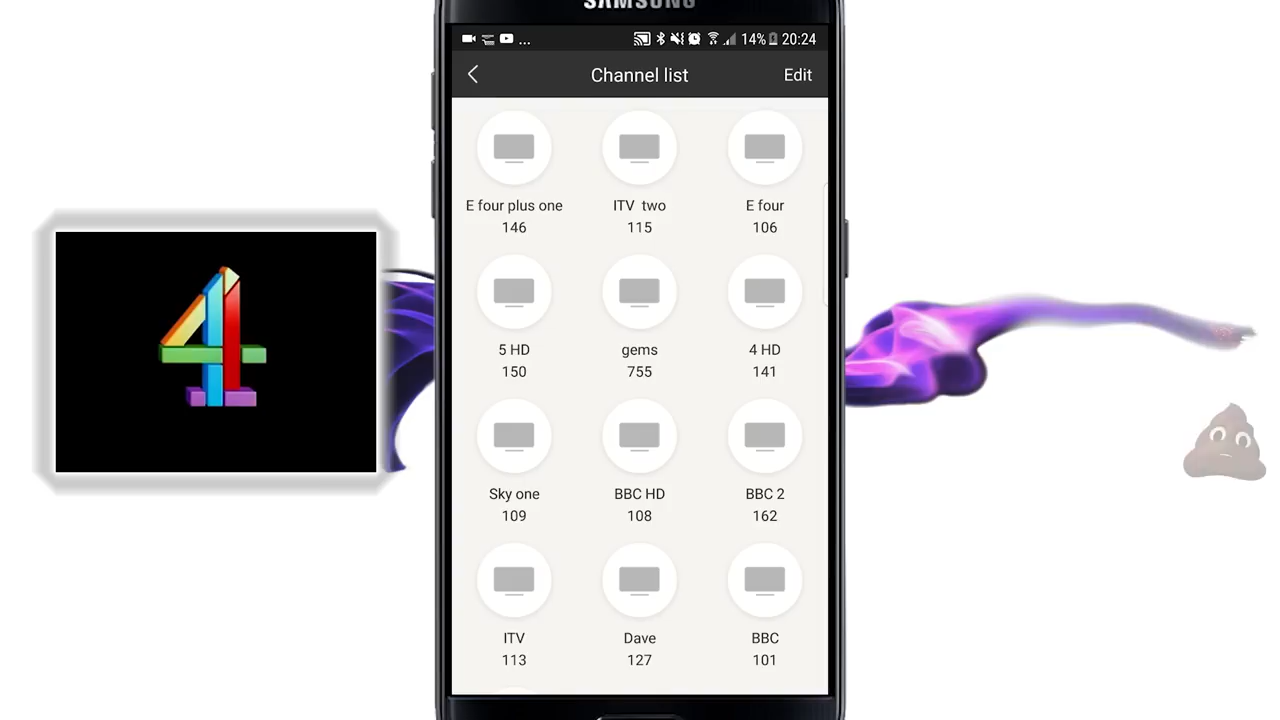 SAMSUNG
... 14% 20:24
Channel list Edit
E four plus one ITV two E four
146 115 106
5 HD gems 4 HD
150 755 141
Sky one BBC HD BBC 2
109 108 162
ITV Dave BBC
113 127 101
4